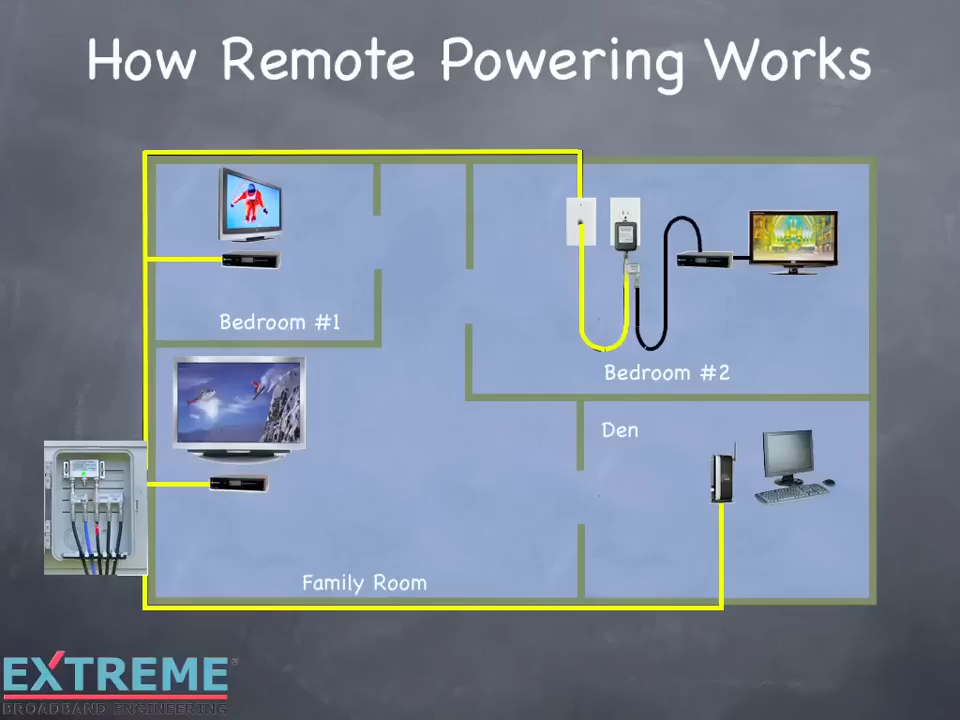 How Remote Powering Works
Bedroom #1
Bedroom #2
Den
Family Room
EXTREME
BROADBAND ENGINEERING